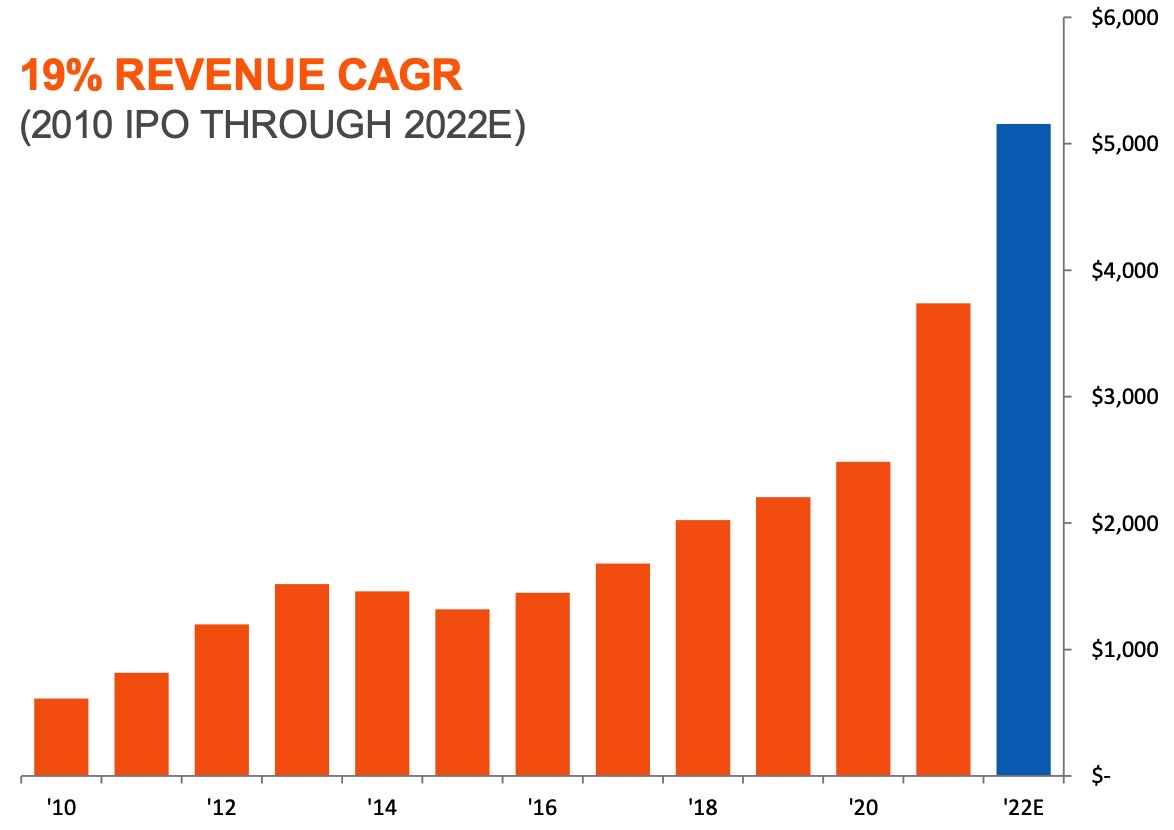 19% REVENUE CAGR
(2010 IPO THROUGH 2022E)
$6,000
$5,000
$4,000
$3,000
$2,000
$1,000
$-
'10 '12 '14 '16 '18 '20 '22E